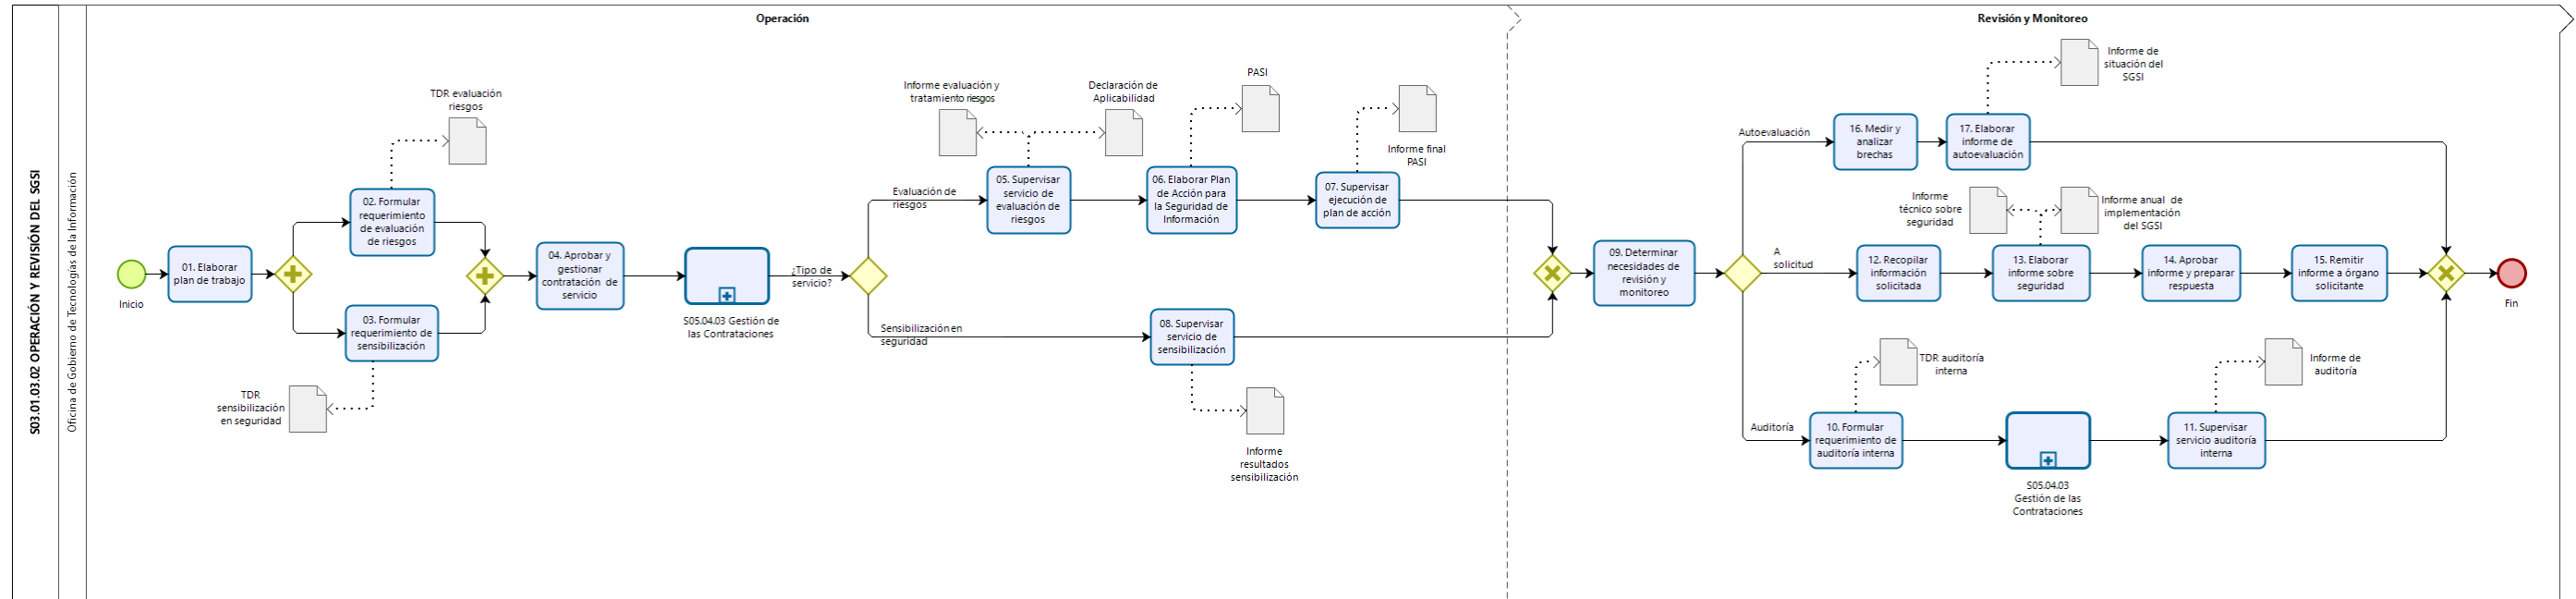 S03.01.03.02 OPERACIÓN Y REVISIÓN DEL SGSI
Oficina de Gobierno de Tecnologías de la Información
Operación
Revisión y Monitoreo
Inicio
01. Elaborar
plan de trabajo
TDR evaluación
riesgos
02. Formular
requerimiento
de evaluación
de riesgos
03. Formular
requerimiento de
sensibilización
TDR
sensibilización
en seguridad
04. Aprobar y
gestionar
contratación de
servicio
S05.04.03 Gestión de
las Contrataciones
¿Tipo de
servicio?
Evaluación de
riesgos
Informe evaluación y
tratamiento riesgos
Declaración de
Aplicabilidad
05. Supervisar
servicio de
evaluación de
riesgos
PASI
06. Elaborar Plan
de Acción para
la Seguridad de
Información
Informe final
PASI
07. Supervisar
ejecución de
plan de acción
Sensibilización en
seguridad
08. Supervisar
servicio de
sensibilización
Informe
resultados
sensibilización
09. Determinar
necesidades de
revisión y
monitoreo
Autoevaluación
16. Medir y
analizar
brechas
17. Elaborar
informe de
autoevaluación
Informe de
situación del
SGSI
A
solicitud
12. Recopilar
información
solicitada
Informe
técnico sobre
seguridad
Informe anual de
implementación
del SGSI
13. Elaborar
informe sobre
seguridad
14. Aprobar
informe y preparar
respuesta
15. Remitir
informe a órgano
solicitante
Fin
Auditoría
TDR auditoría
interna
10. Formular
requerimiento de
auditoría interna
S05.04.03
Gestión de las
Contrataciones
Informe de
auditoría
11. Supervisar
servicio auditoría
interna